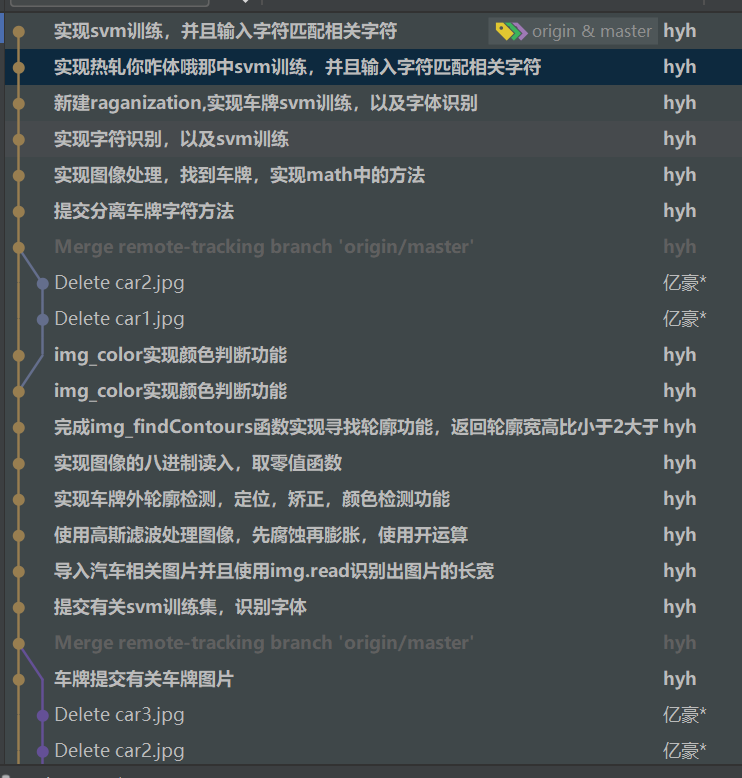 实现svm训练，并且输入字符匹配相关字符 origin & master hyh
实现热钆你咋体哦那中svm训练，并且输入字符匹配相关字符 hyh
新建raganization,实现车牌svm训练，以及字体识别 hyh
实现字符识别，以及svm训练 hyh
实现图像处理，找到车牌，实现math中的方法 hyh
提交分离车牌字符方法 hyh
Merge remote-tracking branch 'origin/master' hyh
Delete car2.jpg 亿豪*
Delete car1.jpg 亿豪*
img_color实现颜色判断功能 hyh
img_color实现颜色判断功能 hyh
完成img_findContours函数实现寻找轮廓功能，返回轮廓宽高比小于2大于 hyh
实现图像的八进制读入，取零值函数 hyh
实现车牌外轮廓检测，定位，矫正，颜色检测功能 hyh
使用高斯滤波处理图像，先腐蚀再膨胀，使用开运算 hyh
导入汽车相关图片并且使用img.read识别出图片的长宽 hyh
提交有关svm训练集，识别字体 hyh
Merge remote-tracking branch 'origin/master' hyh
车牌提交有关车牌图片 hyh
Delete car3.jpg 亿豪*
Delete car2.jpg 亿豪*